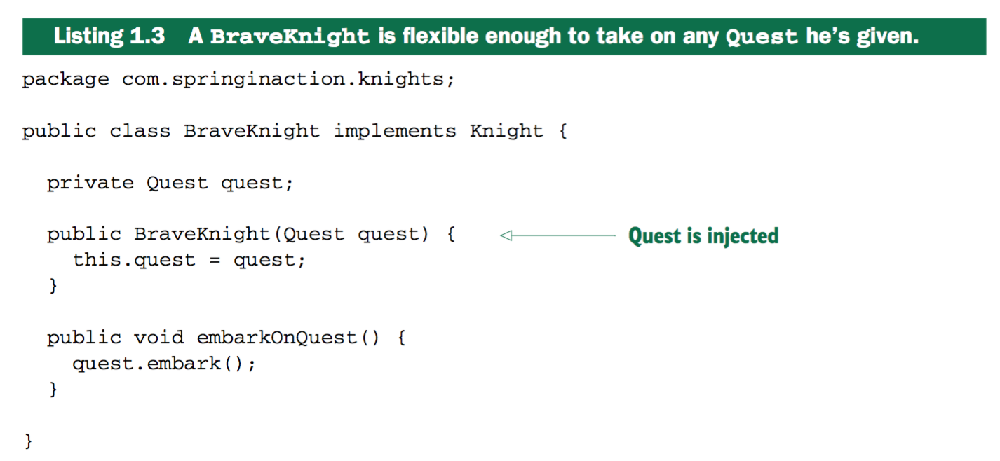 Listing 1.3 A BraveKnight is flexible enough to take on any Quest he's given.
package com.springinaction.knights;
public class BraveKnight implements Knight {
private Quest quest;
public BraveKnight(Quest quest) { Quest is injected
this.quest = quest;
}
public void embarkOnQuest() {
quest.embark();
}
}